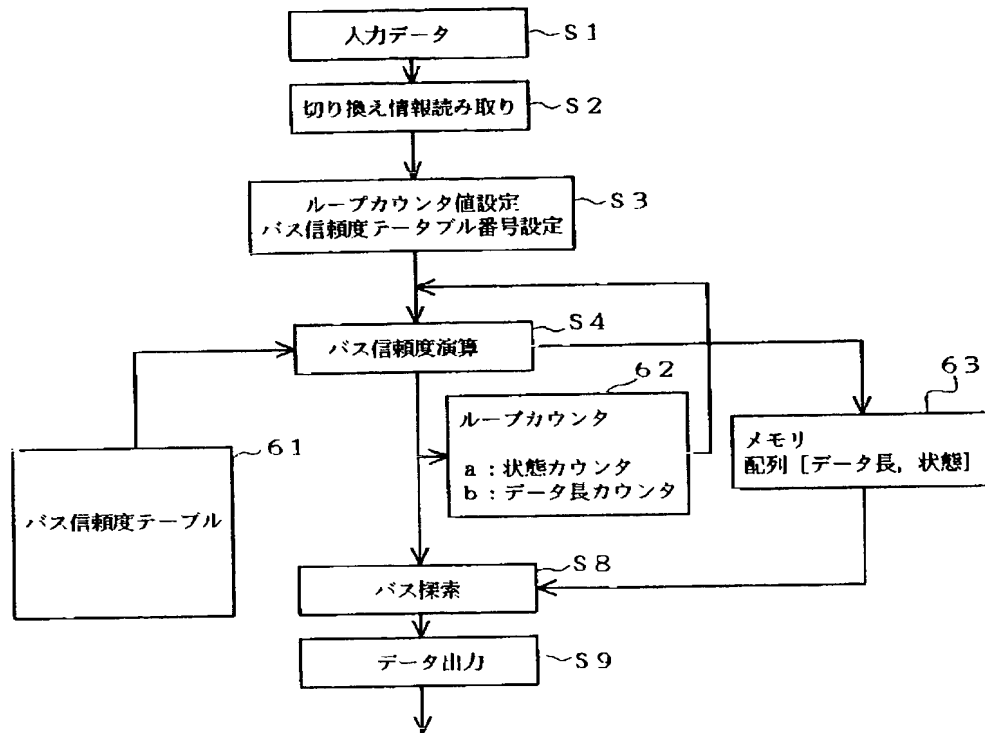 入力データ
S1
切り換え情報読み取り
S2
ループカウンタ値設定
パス信頼度テータブル番号設定
S3
パス信頼度演算
S4
61
パス信頼度テーブル
62
ループカウンタ
a：状態カウンタ
b：データ長カウンタ
63
メモリ
配列［データ長，状態］
パス探索
S8
データ出力
S9